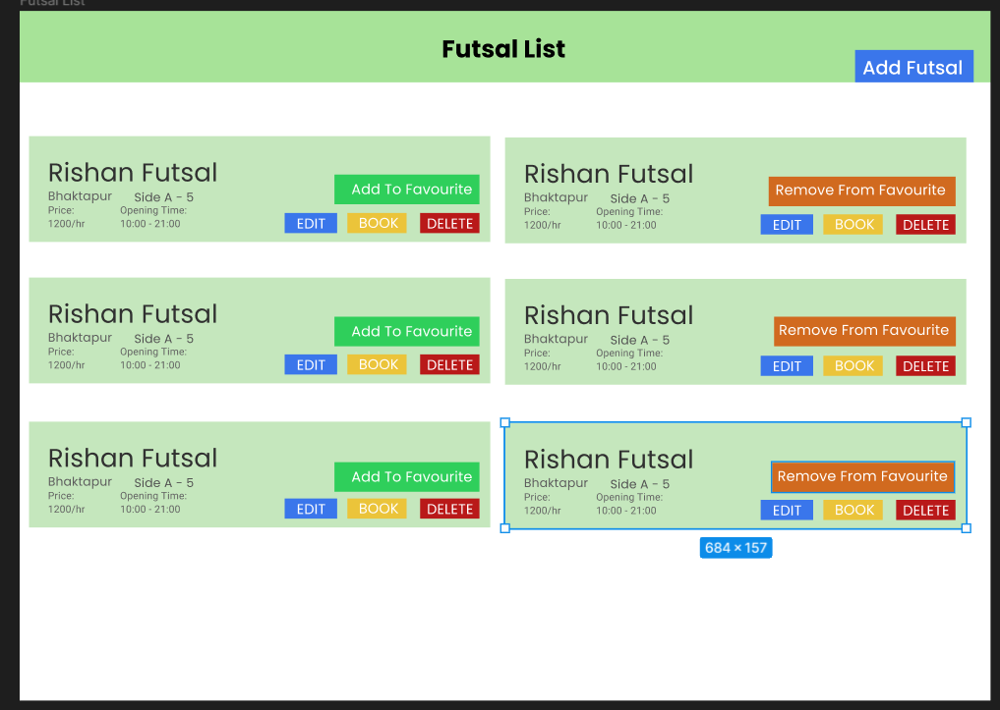 Futsal List
Futsal List
Add Futsal
Rishan Futsal
Bhaktapur Side A - 5
Price: Opening Time:
1200/hr 10:00 - 21:00
Add To Favourite
EDIT BOOK DELETE
Rishan Futsal
Bhaktapur Side A - 5
Price: Opening Time:
1200/hr 10:00 - 21:00
Remove From Favourite
EDIT BOOK DELETE
Rishan Futsal
Bhaktapur Side A - 5
Price: Opening Time:
1200/hr 10:00 - 21:00
Add To Favourite
EDIT BOOK DELETE
Rishan Futsal
Bhaktapur Side A - 5
Price: Opening Time:
1200/hr 10:00 - 21:00
Remove From Favourite
EDIT BOOK DELETE
Rishan Futsal
Bhaktapur Side A - 5
Price: Opening Time:
1200/hr 10:00 - 21:00
Add To Favourite
EDIT BOOK DELETE
Rishan Futsal
Bhaktapur Side A - 5
Price: Opening Time:
1200/hr 10:00 - 21:00
Remove From Favourite
EDIT BOOK DELETE
684 × 157